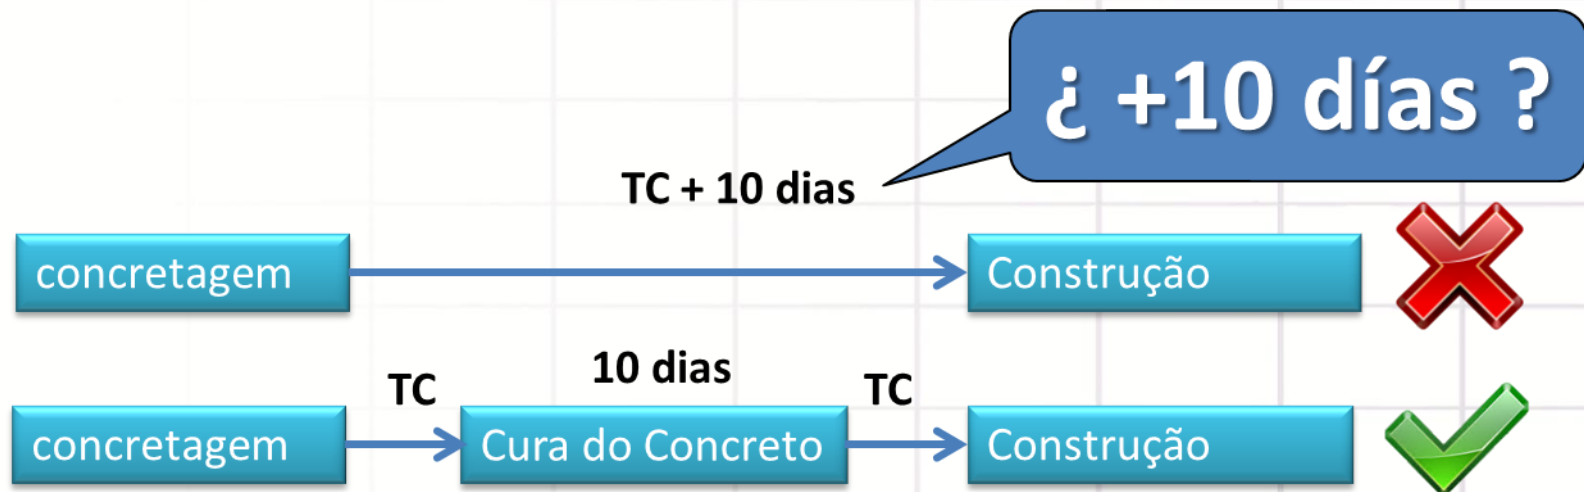 ¿ +10 días ?
TC + 10 dias
concretagem
Construção
TC
10 dias
TC
concretagem
Cura do Concreto
Construção